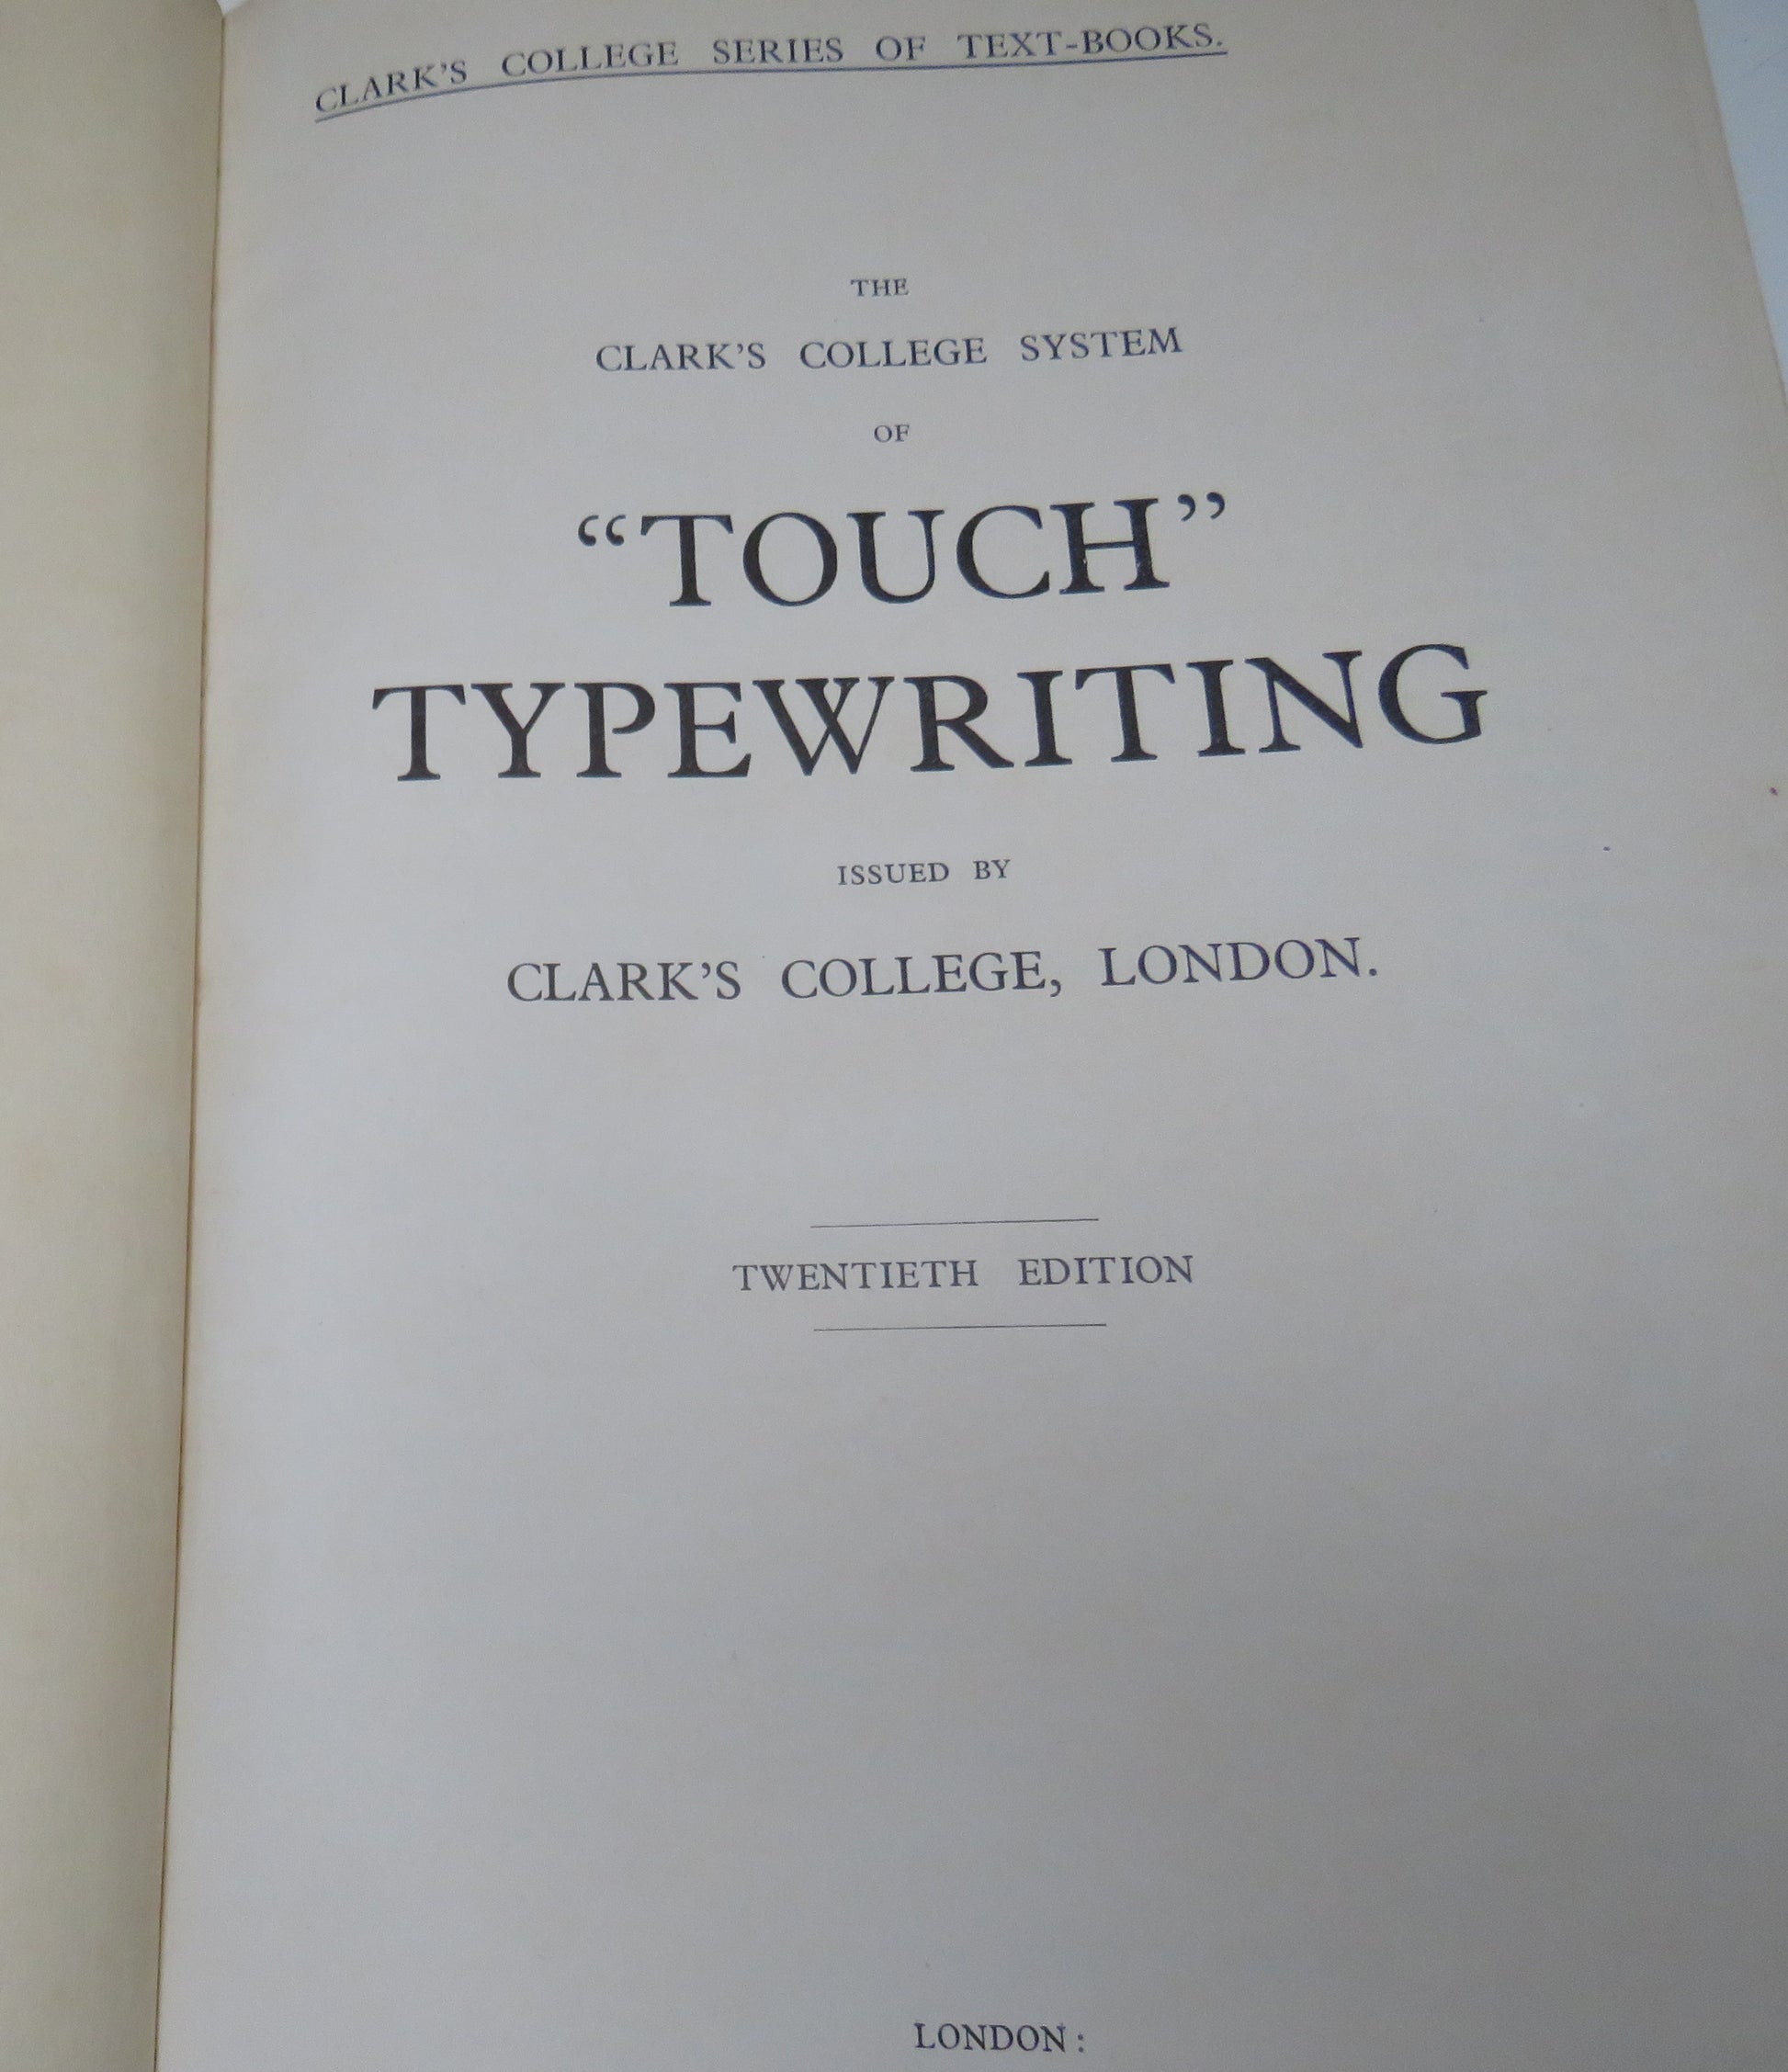 CLARK'S COLLEGE SERIES OF TEXT-BOOKS.
THE
CLARK'S COLLEGE SYSTEM
OF
“TOUCH”
TYPEWRITING
ISSUED BY
CLARK'S COLLEGE, LONDON.
TWENTIETH EDITION
LONDON: